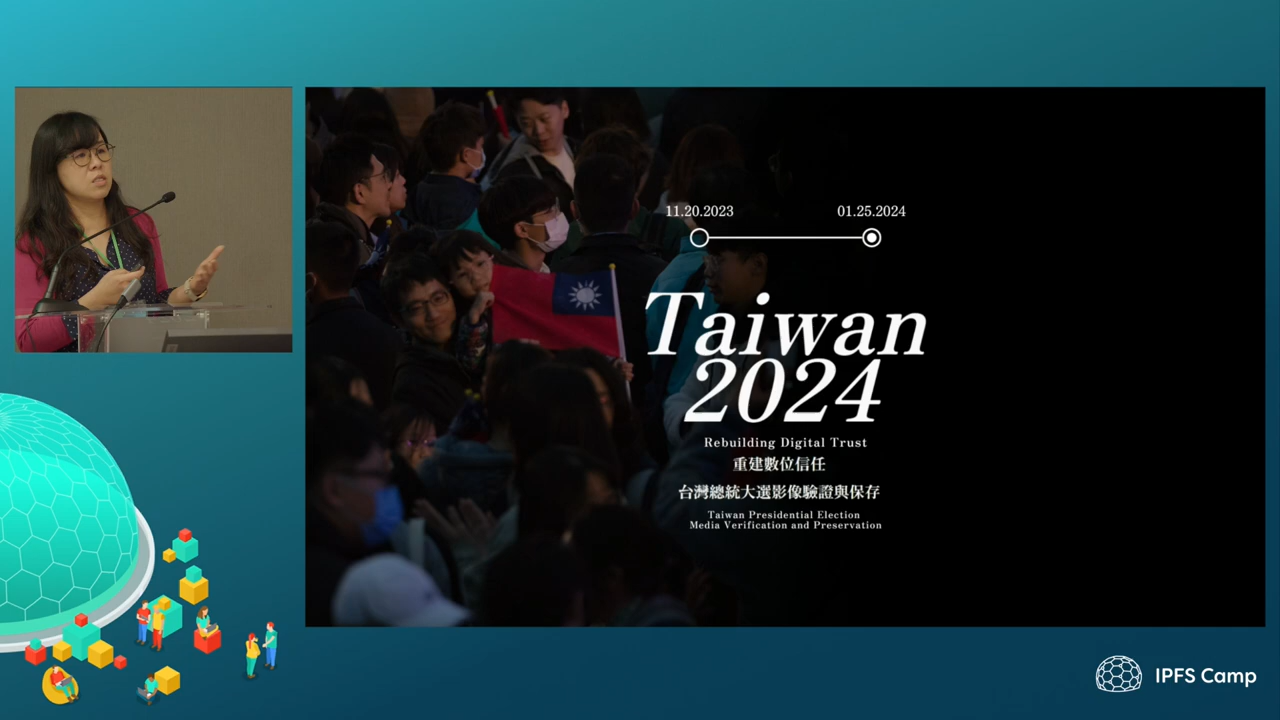 11.20.2023
01.25.2024
Taiwan
2024
Rebuilding Digital Trust
重建數位信任
台灣總統大選影像驗證與保存
Taiwan Presidential Election
Media Verification and Preservation
IPFS Camp